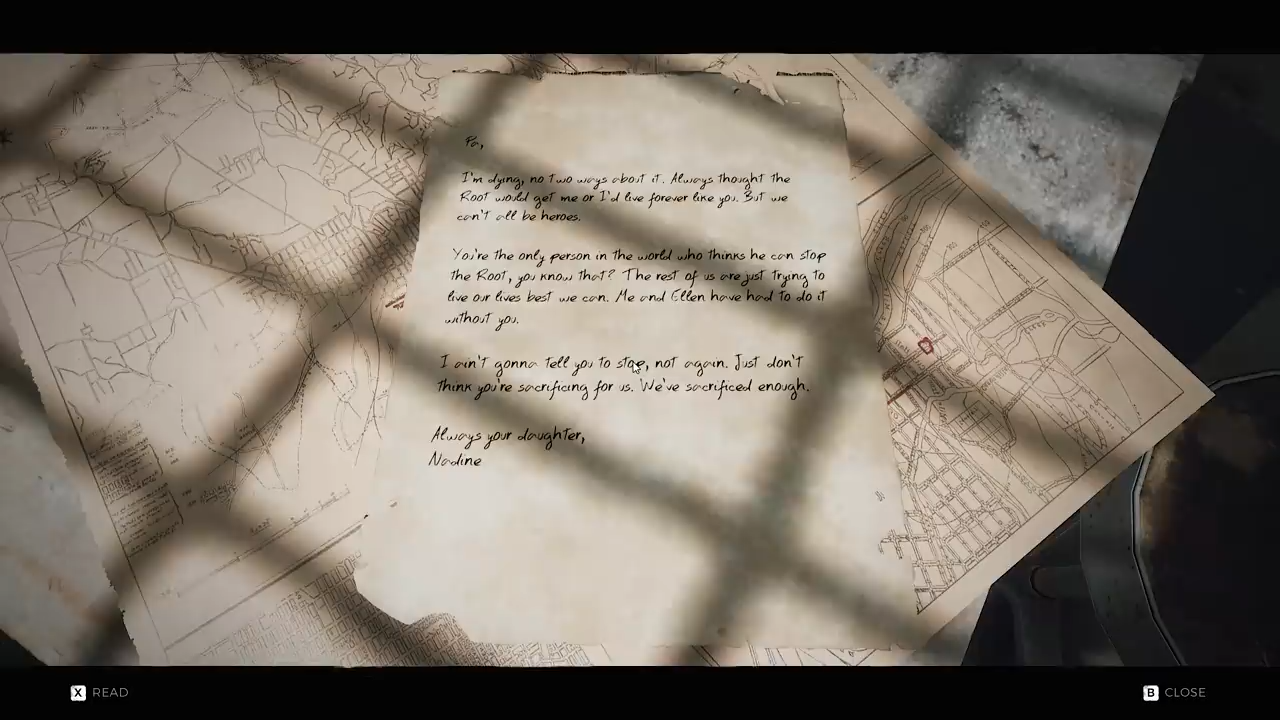 Pa,
I'm dying, no two ways about it. Always thought the
Root would get me or I'd live forever like you. But we
can't all be heroes.
You're the only person in the world who thinks he can stop
the Root, you know that? The rest of us are just trying to
live our lives best we can. Me and Ellen have had to do it
without you.
I ain't gonna tell you to stop, not again. Just don't
think you're sacrificing for us. We've sacrificed enough.
Always your daughter,
Nadine
X READ
B CLOSE